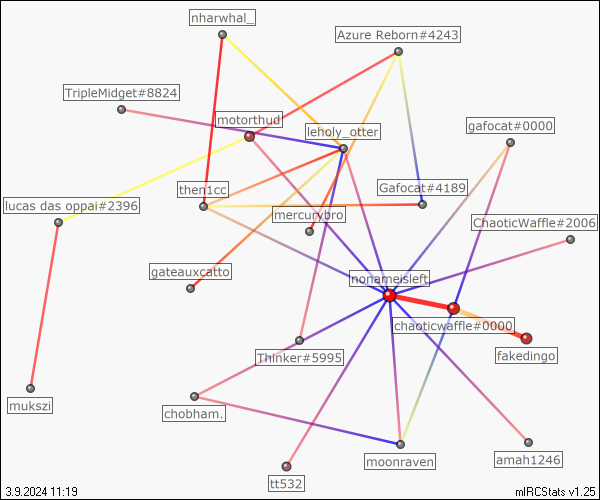 nharwhal_
Azure Reborn#4243
TripleMidget#8824
motorthud
leholy_otter
gafocat#0000
then1cc
Gafocat#4189
lucas das oppai#2396
mercurybro
ChaoticWaffle#2006
gateauxcatto
nonameisleft
chaoticwaffle#0000
Thinker#5995
fakedingo
mukszi
chobham.
moonraven
amah1246
tt532
3.9.2024 11:19
mIRCStats v1.25